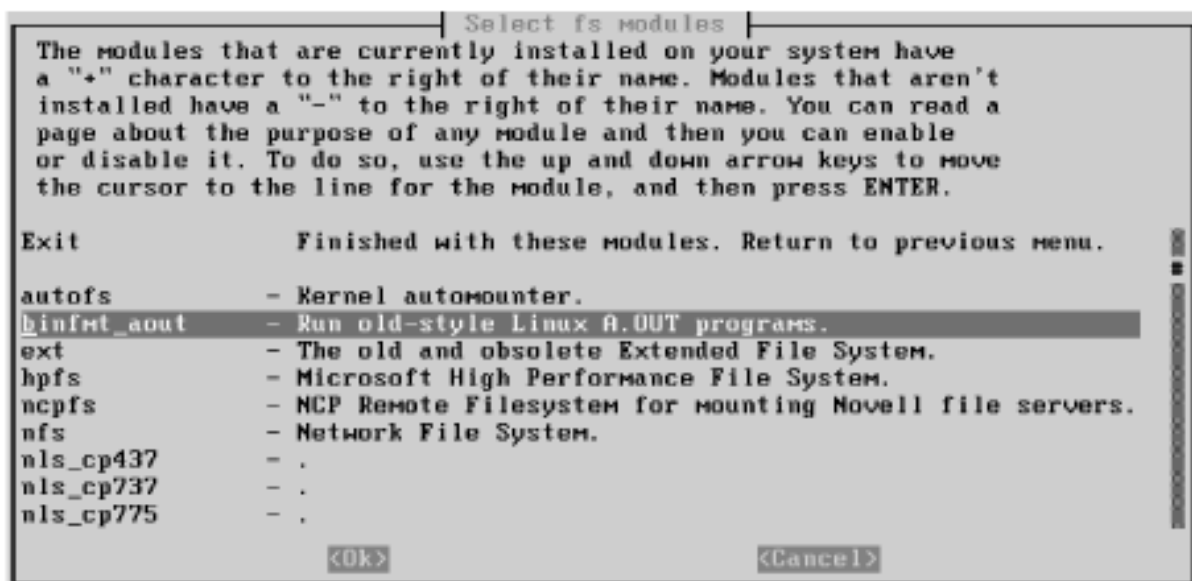 Select fs modules
The modules that are currently installed on your system have
a "+" character to the right of their name. Modules that aren't
installed have a "-" to the right of their name. You can read a
page about the purpose of any module and then you can enable
or disable it. To do so, use the up and down arrow keys to move
the cursor to the line for the module, and then press ENTER.
Exit Finished with these modules. Return to previous menu.
autofs - Kernel automounter.
binfmt_aout - Run old-style Linux A.OUT programs.
ext - The old and obsolete Extended File System.
hpfs - Microsoft High Performance File System.
ncpfs - NCP Remote Filesystem for mounting Novell file servers.
nfs - Network File System.
nls_cp437 - .
nls_cp737 - .
nls_cp775 - .
<Ok> <Cancel>